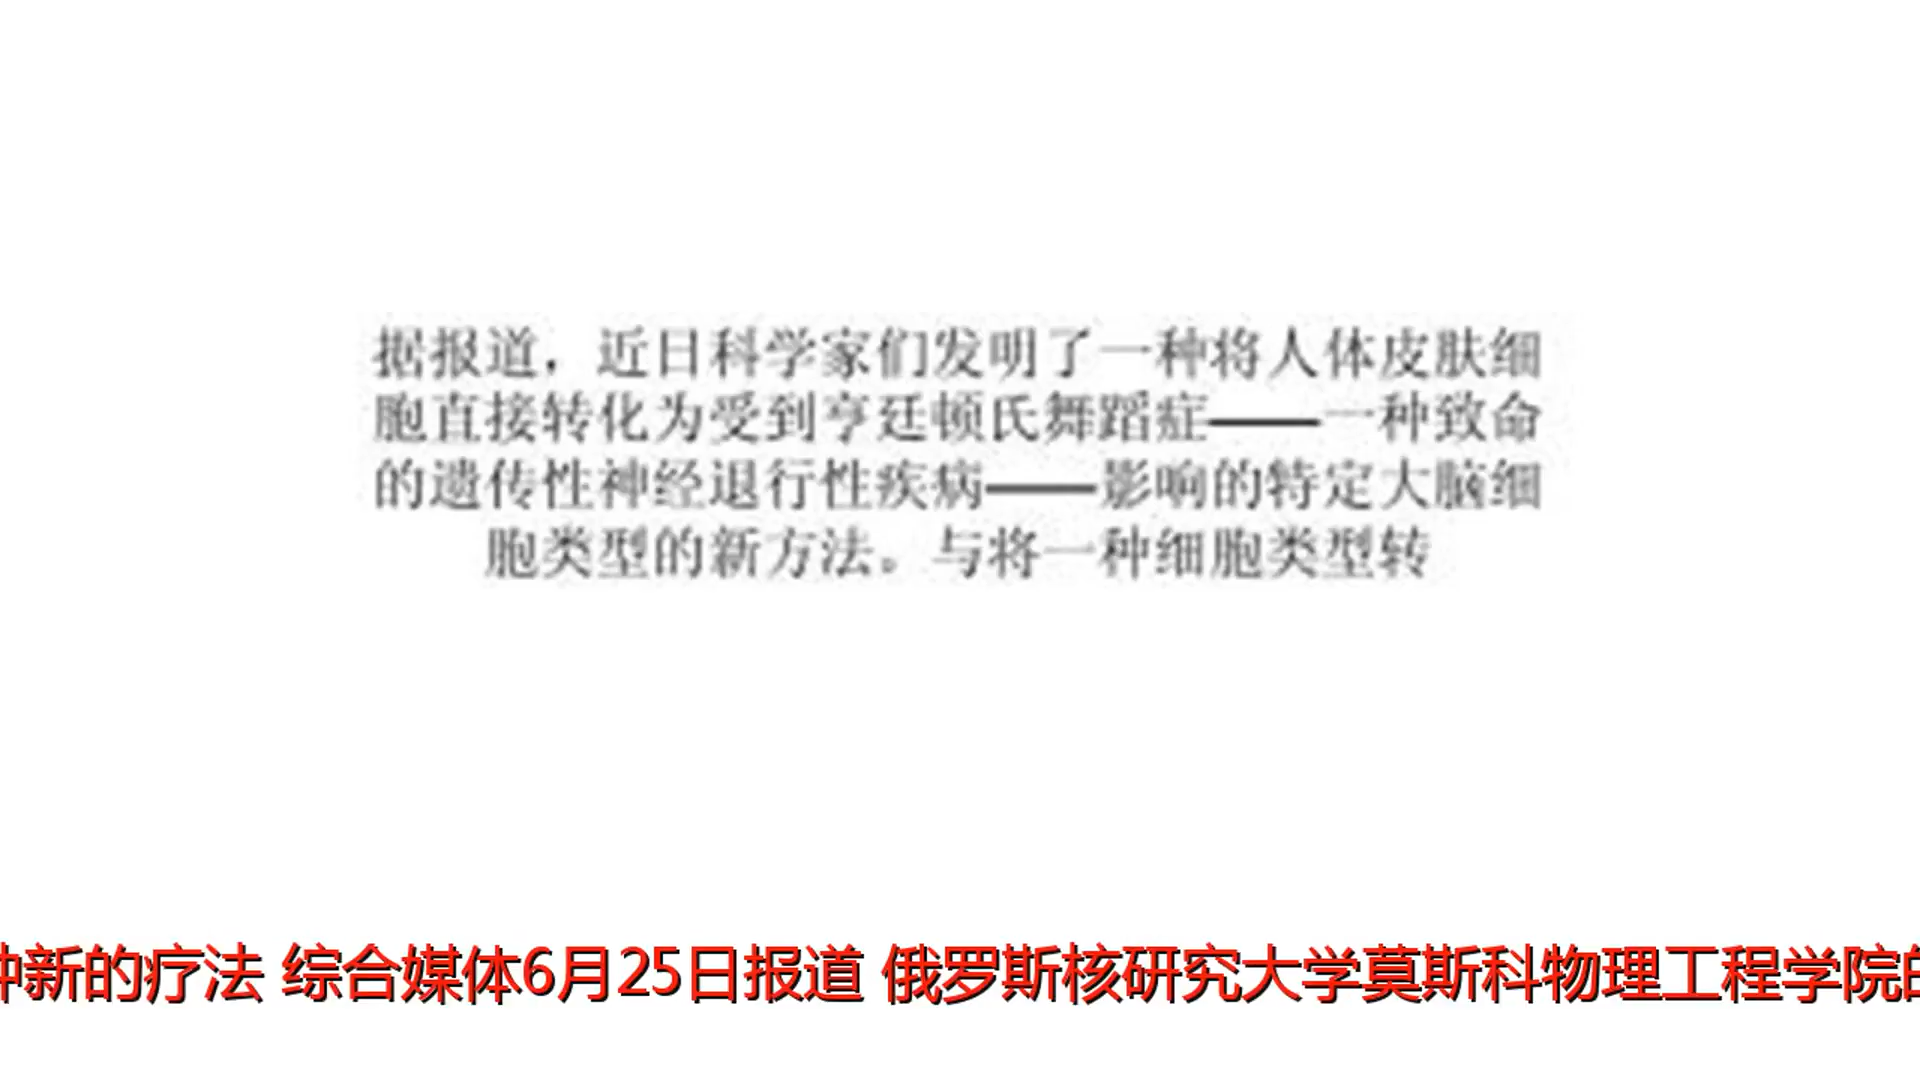 据报道，近日科学家们发明了一种将人体皮肤细
胞直接转化为受到亨廷顿氏舞蹈症——一种致命
的遗传性神经退行性疾病——影响的特定大脑细
胞类型的新方法。与将一种细胞类型转
种新的疗法 综合媒体6月25日报道 俄罗斯核研究大学莫斯科物理工程学院的